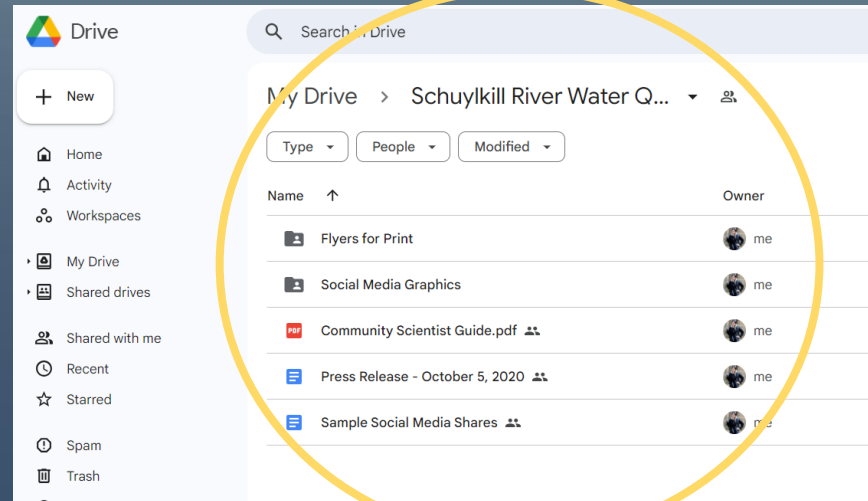 Drive
Search in Drive
New
My Drive > Schuylkill River Water Q...
Type
People
Modified
Home
Activity
Workspaces
My Drive
Shared drives
Shared with me
Recent
Starred
Spam
Trash
Name
Owner
Flyers for Print
me
Social Media Graphics
me
PDF
Community Scientist Guide.pdf
me
Press Release - October 5, 2020
me
Sample Social Media Shares
me